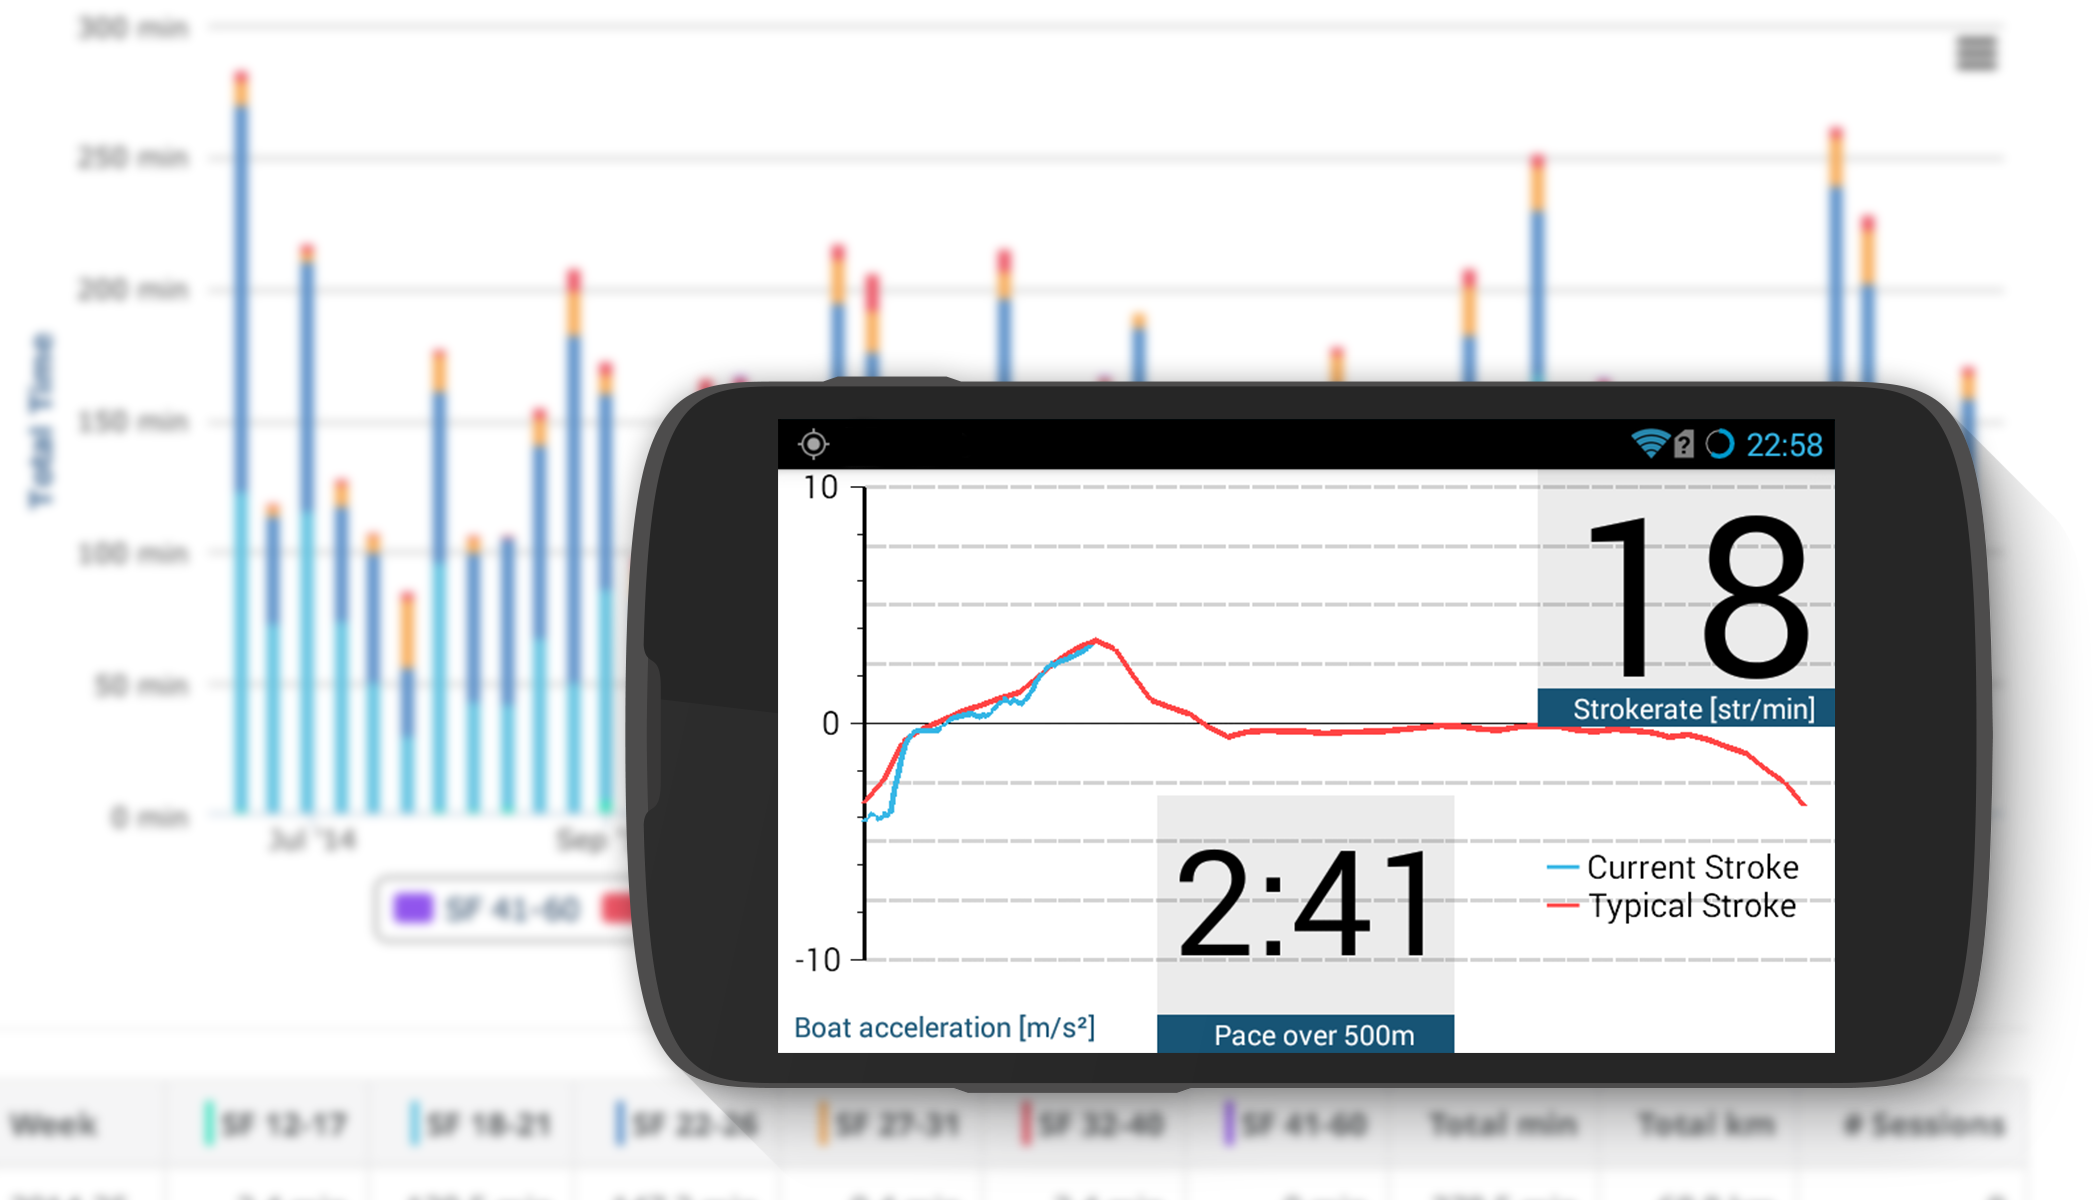 300 min
250 min
200 min
150 min
100 min
50 min
0 min
Total Time
Jul '14
Sep '
SF 41-60
22:58
10
0
-10
18
Strokerate [str/min]
2:41
Pace over 500m
Current Stroke
Typical Stroke
Boat acceleration [m/s²]
Week SF 12-17 SF 18-21 SF 22-26 SF 27-31 SF 32-40 SF 41-60 Total min Total km # Sessions